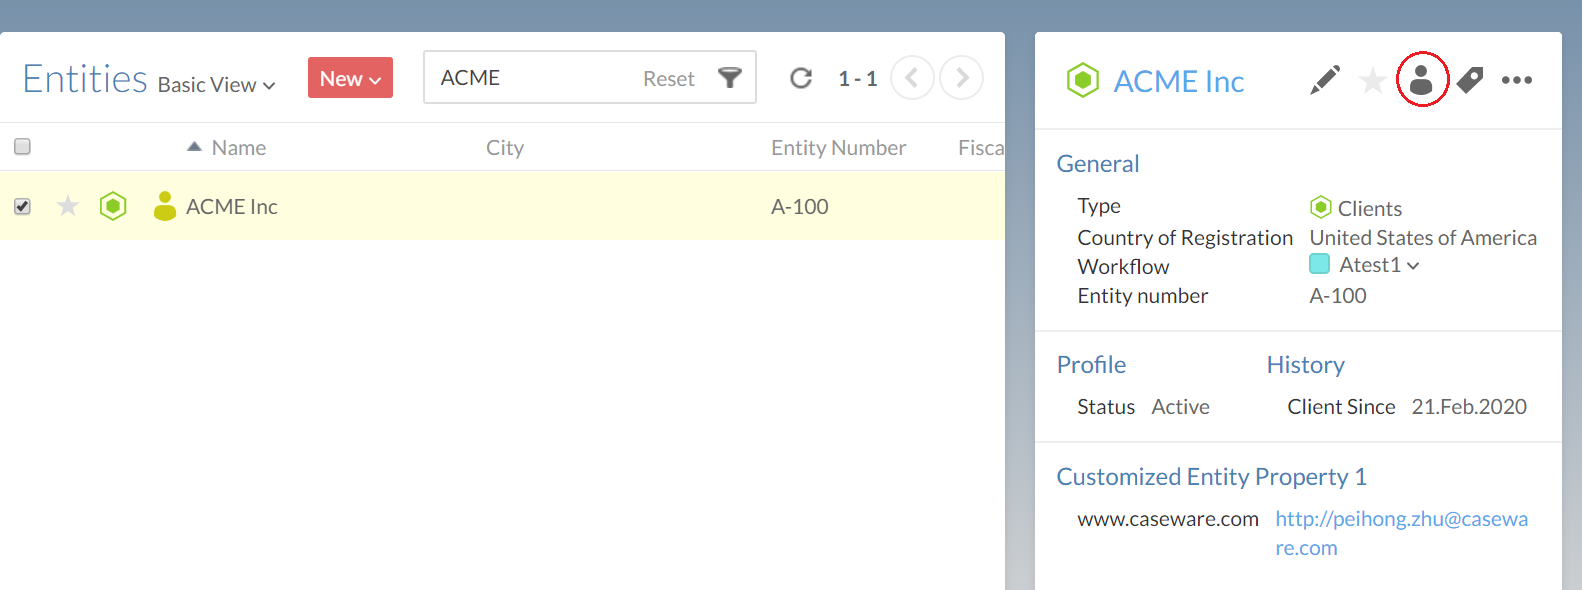 Entities Basic View New ACME Reset 1 - 1
Name City Entity Number Fisca
ACME Inc A-100
ACME Inc
General
Type Clients
Country of Registration United States of America
Workflow Atest1
Entity number A-100
Profile History
Status Active Client Since 21.Feb.2020
Customized Entity Property 1
www.caseware.com http://peihong.zhu@casewa
re.com